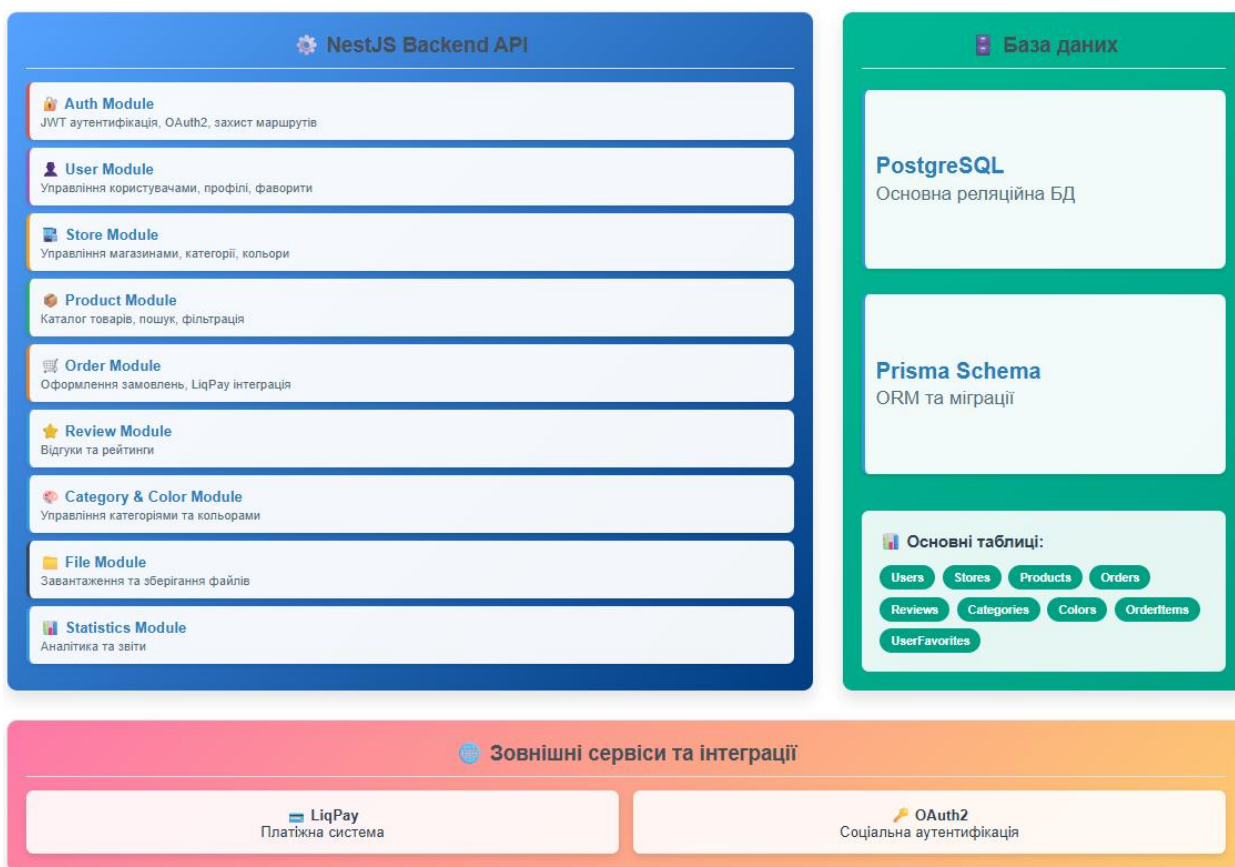 NestJS Backend API
Auth Module
JWT аутентифікація, OAuth2, захист маршрутів
User Module
Управління користувачами, профілі, фаворити
Store Module
Управління магазинами, категорії, кольори
Product Module
Каталог товарів, пошук, фільтрація
Order Module
Оформлення замовлень, LiqPay інтеграція
Review Module
Відгуки та рейтинги
Category & Color Module
Управління категоріями та кольорами
File Module
Завантаження та зберігання файлів
Statistics Module
Аналітика та звіти
База даних
PostgreSQL
Основна реляційна БД
Prisma Schema
ORM та міграції
Основні таблиці:
Users Stores Products Orders
Reviews Categories Colors OrderItems
UserFavorites
Зовнішні сервіси та інтеграції
LiqPay
Платіжна система
OAuth2
Соціальна аутентифікація